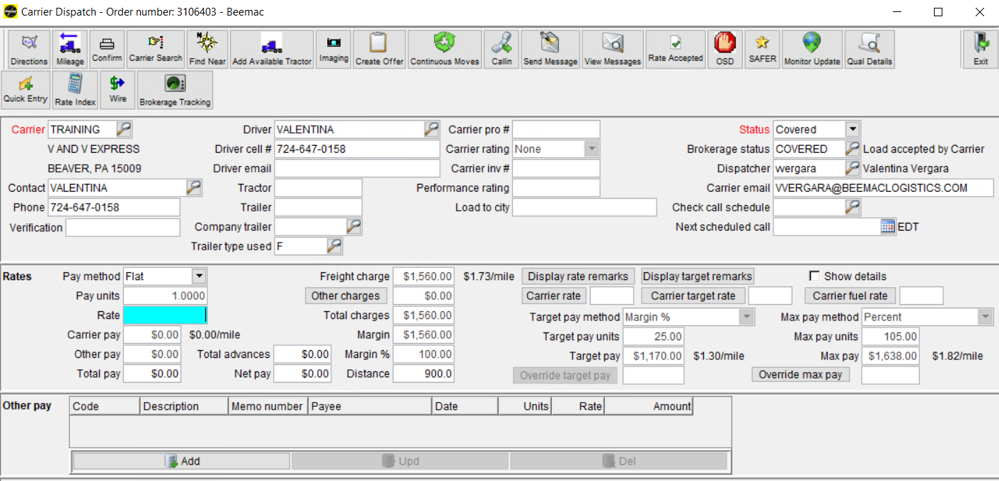 Carrier Dispatch - Order number: 3106403 - Beemac
Directions Mileage Confirm Carrier Search Find Near Add Available Tractor Imaging Create Offer Continuous Moves Callin Send Message View Messages Rate Accepted OSD SAFER Monitor Update Qual Details Exit
Quick Entry Rate Index Wire Brokerage Tracking
Carrier TRAINING Driver VALENTINA Carrier pro # Status Covered
V AND V EXPRESS Driver cell # 724-647-0158 Carrier rating None Brokerage status COVERED Load accepted by Carrier
BEAVER, PA 15009 Driver email Carrier inv # Dispatcher vvergara Valentina Vergara
Contact VALENTINA Tractor Performance rating Carrier email VVERGARA@BEEMACLOGISTICS.COM
Phone 724-647-0158 Trailer Load to city Check call schedule
Verification Company trailer Next scheduled call EDT
Trailer type used F
Rates Pay method Flat Freight charge $1,560.00 $1.73/mile Display rate remarks Display target remarks Show details
Pay units 1.0000 Other charges $0.00 Carrier rate Carrier target rate Carrier fuel rate
Rate Total charges $1,560.00 Target pay method Margin % Max pay method Percent
Carrier pay $0.00 $0.00/mile Margin $1,560.00 Target pay units 25.00 Max pay units 105.00
Other pay $0.00 Total advances $0.00 Margin % 100.00 Target pay $1,170.00 $1.30/mile Max pay $1,638.00 $1.82/mile
Total pay $0.00 Net pay $0.00 Distance 900.0 Override target pay Override max pay
Other pay Code Description Memo number Payee Date Units Rate Amount
Add Upd Del